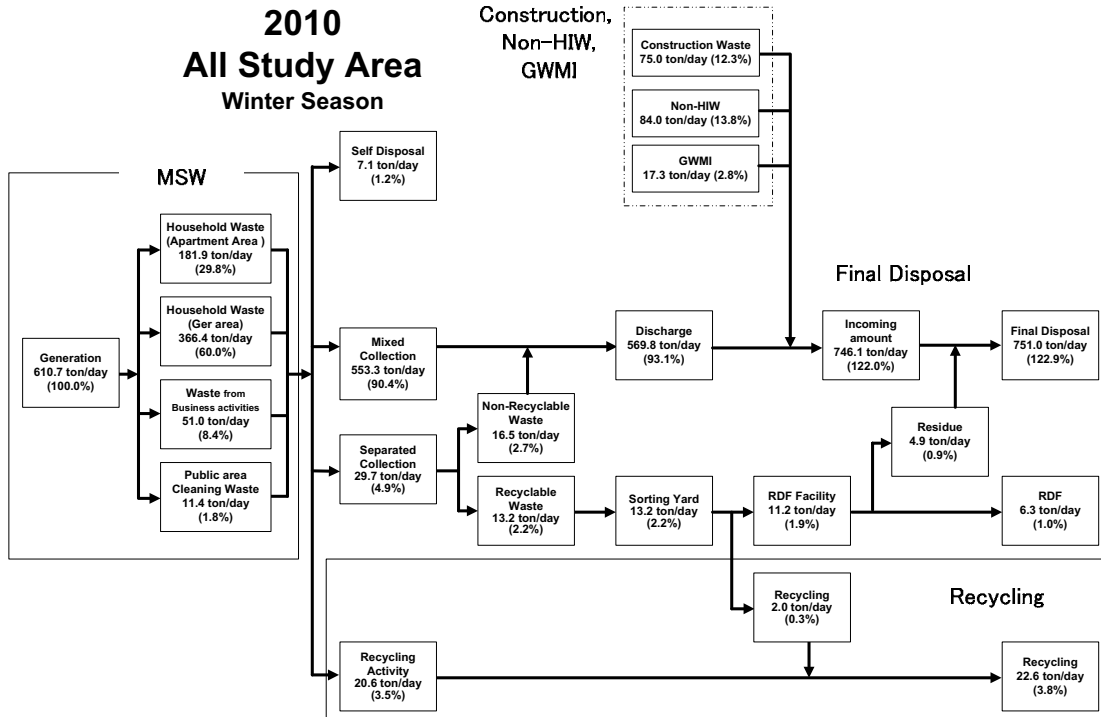 2010
All Study Area
Winter Season
Construction,
Non-HIW,
GWMI
Construction Waste
75.0 ton/day (12.3%)
Non-HIW
84.0 ton/day (13.8%)
GWMI
17.3 ton/day (2.8%)
MSW
Generation
610.7 ton/day
(100.0%)
Household Waste
(Apartment Area )
181.9 ton/day
(29.8%)
Household Waste
(Ger area)
366.4 ton/day
(60.0%)
Waste from
Business activities
51.0 ton/day
(8.4%)
Public area
Cleaning Waste
11.4 ton/day
(1.8%)
Self Disposal
7.1 ton/day
(1.2%)
Mixed
Collection
553.3 ton/day
(90.4%)
Separated
Collection
29.7 ton/day
(4.9%)
Non-Recyclable
Waste
16.5 ton/day
(2.7%)
Recyclable
Waste
13.2 ton/day
(2.2%)
Discharge
569.8 ton/day
(93.1%)
Sorting Yard
13.2 ton/day
(2.2%)
Final Disposal
Incoming
amount
746.1 ton/day
(122.0%)
Final Disposal
751.0 ton/day
(122.9%)
Residue
4.9 ton/day
(0.9%)
RDF Facility
11.2 ton/day
(1.9%)
RDF
6.3 ton/day
(1.0%)
Recycling
Recycling
2.0 ton/day
(0.3%)
Recycling
Activity
20.6 ton/day
(3.5%)
Recycling
22.6 ton/day
(3.8%)